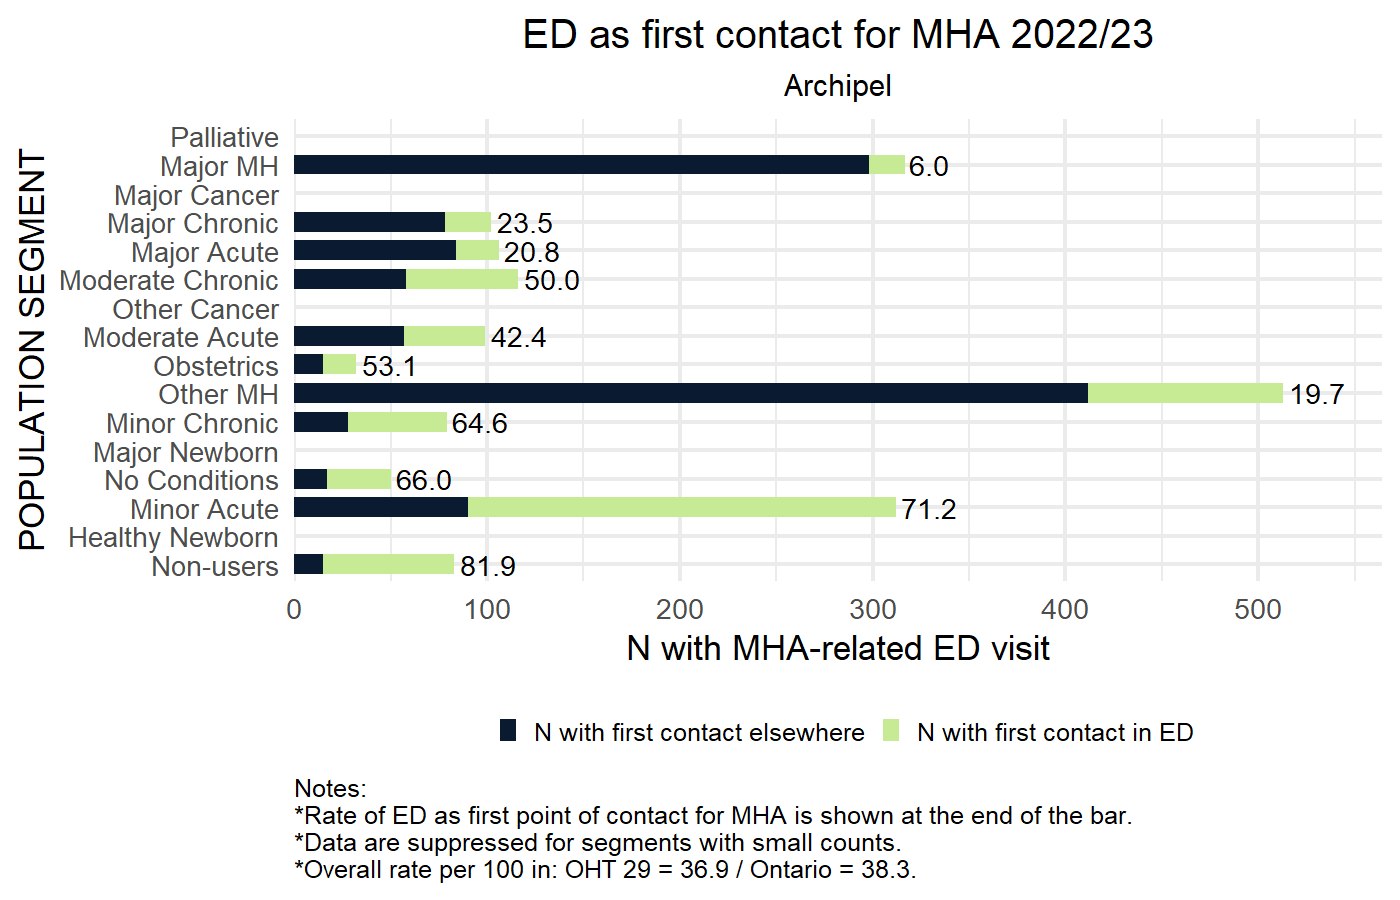 ED as first contact for MHA 2022/23
Archipel
POPULATION SEGMENT
Palliative
Major MH 6.0
Major Cancer
Major Chronic 23.5
Major Acute 20.8
Moderate Chronic 50.0
Other Cancer
Moderate Acute 42.4
Obstetrics 53.1
Other MH 19.7
Minor Chronic 64.6
Major Newborn
No Conditions 66.0
Minor Acute 71.2
Healthy Newborn
Non-users 81.9
0 100 200 300 400 500
N with MHA-related ED visit
N with first contact elsewhere N with first contact in ED
Notes:
*Rate of ED as first point of contact for MHA is shown at the end of the bar.
*Data are suppressed for segments with small counts.
*Overall rate per 100 in: OHT 29 = 36.9 / Ontario = 38.3.